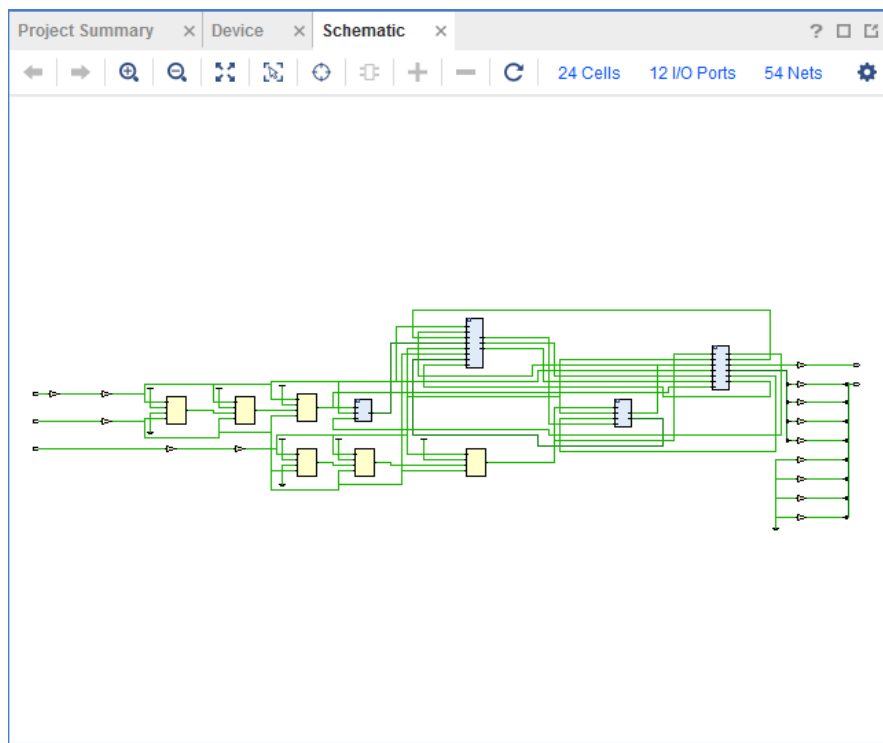 Project Summary × Device × Schematic ×
24 Cells 12 I/O Ports 54 Nets